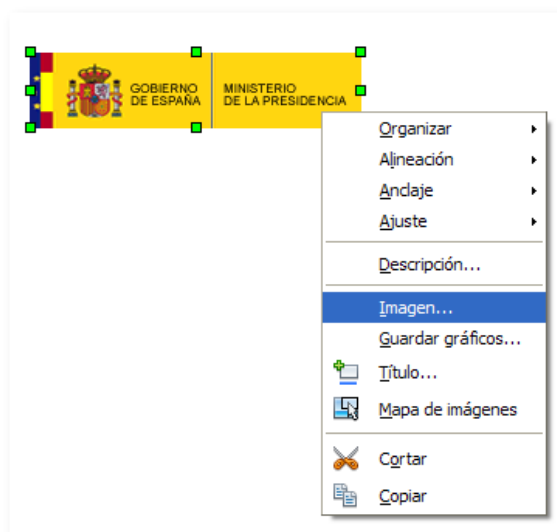 GOBIERNO
DE ESPAÑA
MINISTERIO
DE LA PRESIDENCIA
Organizar
Alineación
Anclaje
Ajuste
Descripción...
Imagen...
Guardar gráficos...
Título...
Mapa de imágenes
Cortar
Copiar